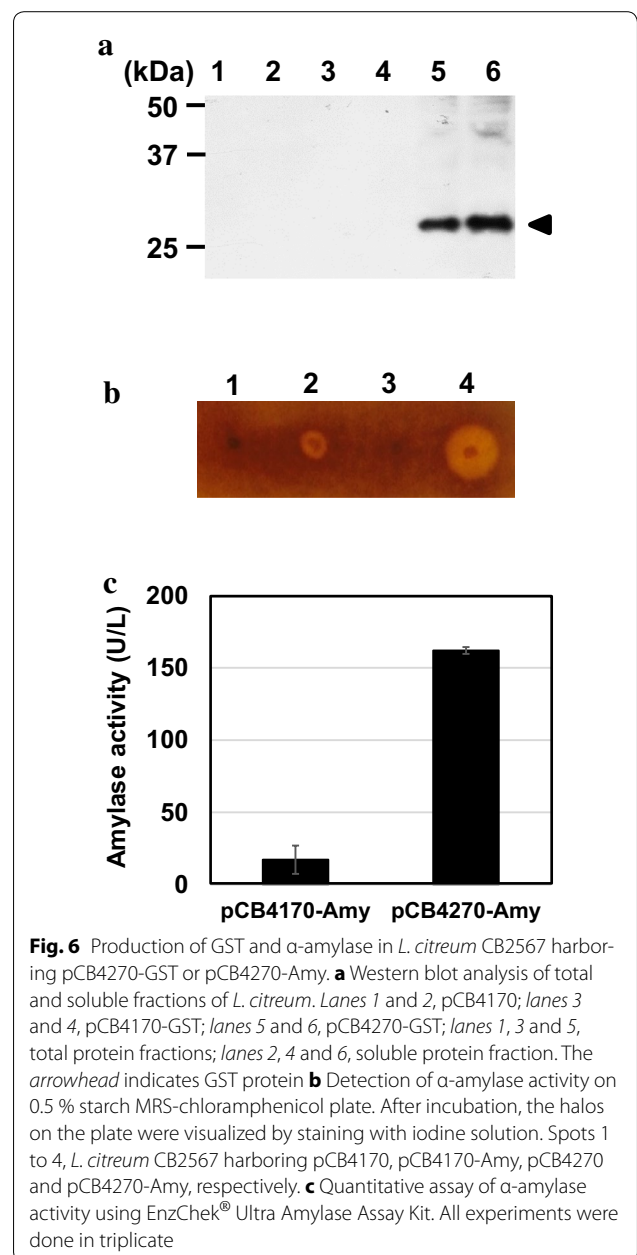 a
(kDa) 1 2 3 4 5 6
50
37
25
b
1 2 3 4
c
Amylase activity (U/L)
200
150
100
50
0
pCB4170-Amy pCB4270-Amy
Fig. 6 Production of GST and α-amylase in L. citreum CB2567 harbor-
ing pCB4270-GST or pCB4270-Amy. a Western blot analysis of total
and soluble fractions of L. citreum. Lanes 1 and 2, pCB4170; lanes 3
and 4, pCB4170-GST; lanes 5 and 6, pCB4270-GST; lanes 1, 3 and 5,
total protein fractions; lanes 2, 4 and 6, soluble protein fraction. The
arrowhead indicates GST protein b Detection of α-amylase activity on
0.5 % starch MRS-chloramphenicol plate. After incubation, the halos
on the plate were visualized by staining with iodine solution. Spots 1
to 4, L. citreum CB2567 harboring pCB4170, pCB4170-Amy, pCB4270
and pCB4270-Amy, respectively. c Quantitative assay of α-amylase
activity using EnzChek® Ultra Amylase Assay Kit. All experiments were
done in triplicate